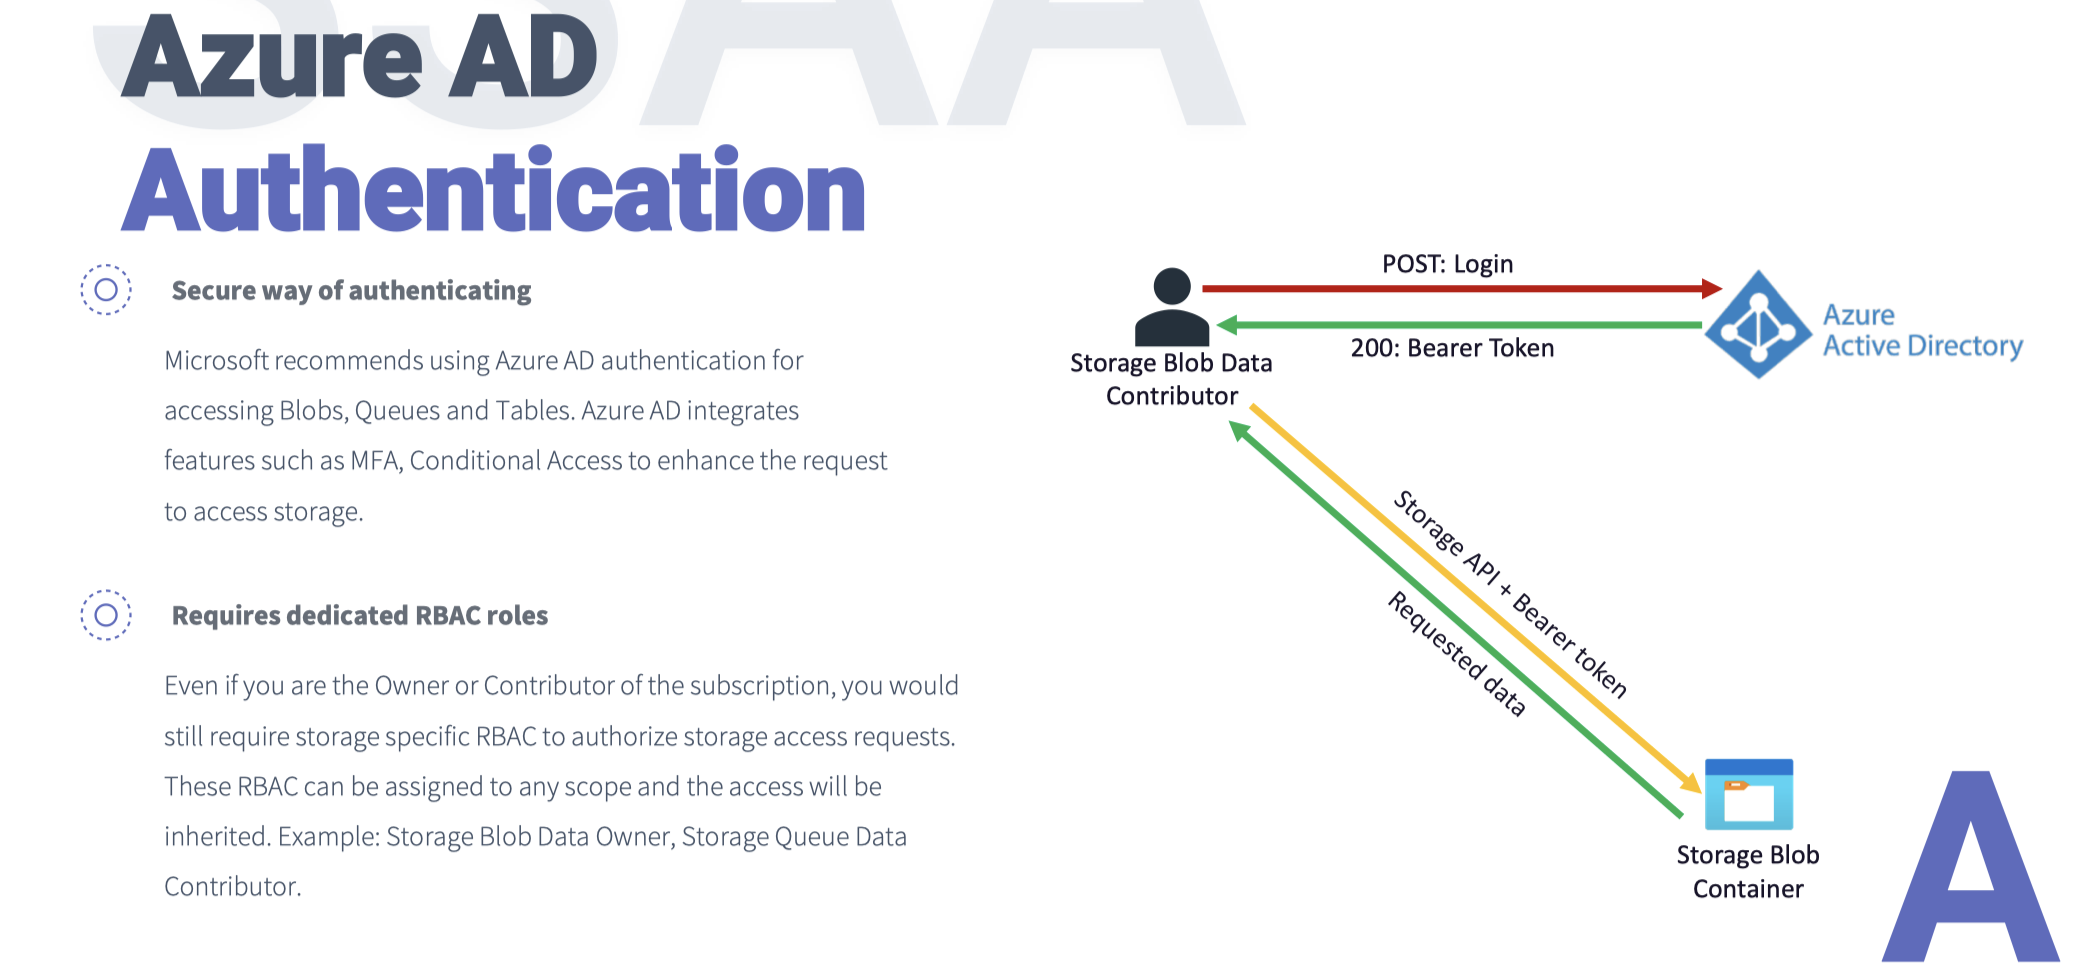 SSAA
Azure AD
Authentication
Secure way of authenticating
Microsoft recommends using Azure AD authentication for
accessing Blobs, Queues and Tables. Azure AD integrates
features such as MFA, Conditional Access to enhance the request
to access storage.
Requires dedicated RBAC roles
Even if you are the Owner or Contributor of the subscription, you would
still require storage specific RBAC to authorize storage access requests.
These RBAC can be assigned to any scope and the access will be
inherited. Example: Storage Blob Data Owner, Storage Queue Data
Contributor.
POST: Login
200: Bearer Token
Storage Blob Data
Contributor
Azure
Active Directory
Storage API + Bearer token
Requested data
Storage Blob
Container
A